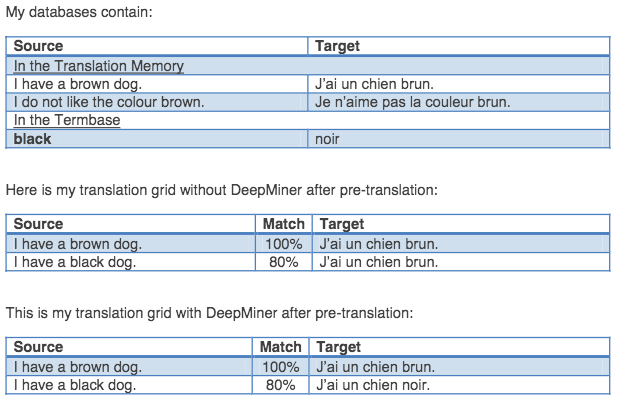 My databases contain:
Source Target
In the Translation Memory
I have a brown dog. J'ai un chien brun.
I do not like the colour brown. Je n'aime pas la couleur brun.
In the Termbase
black noir
Here is my translation grid without DeepMiner after pre-translation:
Source Match Target
I have a brown dog. 100% J'ai un chien brun.
I have a black dog. 80% J'ai un chien brun.
This is my translation grid with DeepMiner after pre-translation:
Source Match Target
I have a brown dog. 100% J'ai un chien brun.
I have a black dog. 80% J'ai un chien noir.